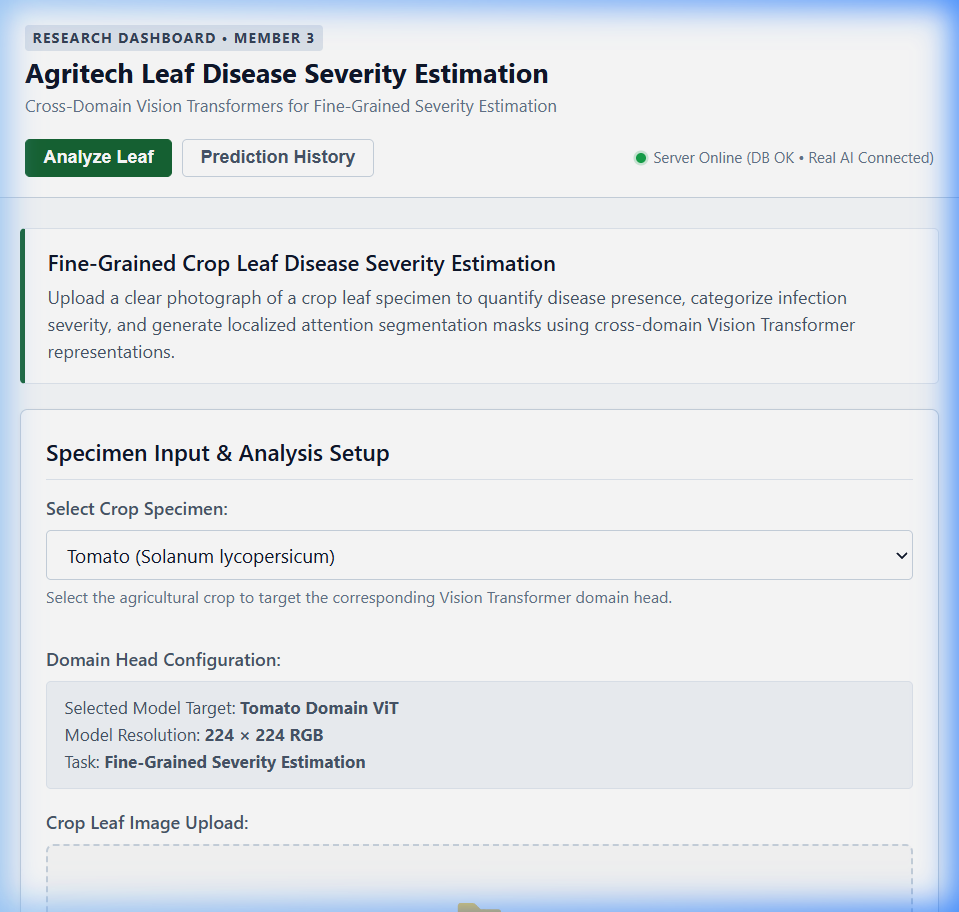 RESEARCH DASHBOARD • MEMBER 3
Agritech Leaf Disease Severity Estimation
Cross-Domain Vision Transformers for Fine-Grained Severity Estimation
Analyze Leaf
Prediction History
Server Online (DB OK • Real AI Connected)
Fine-Grained Crop Leaf Disease Severity Estimation
Upload a clear photograph of a crop leaf specimen to quantify disease presence, categorize infection
severity, and generate localized attention segmentation masks using cross-domain Vision Transformer
representations.
Specimen Input & Analysis Setup
Select Crop Specimen:
Tomato (Solanum lycopersicum)
Select the agricultural crop to target the corresponding Vision Transformer domain head.
Domain Head Configuration:
Selected Model Target: Tomato Domain ViT
Model Resolution: 224 × 224 RGB
Task: Fine-Grained Severity Estimation
Crop Leaf Image Upload: